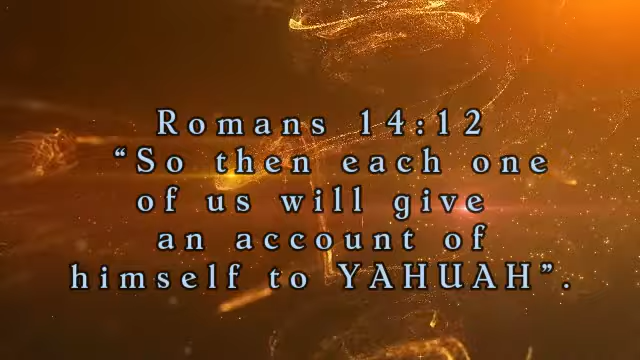 Romans 14:12
“So then each one
of us will give
an account of
himself to YAHUAH”.